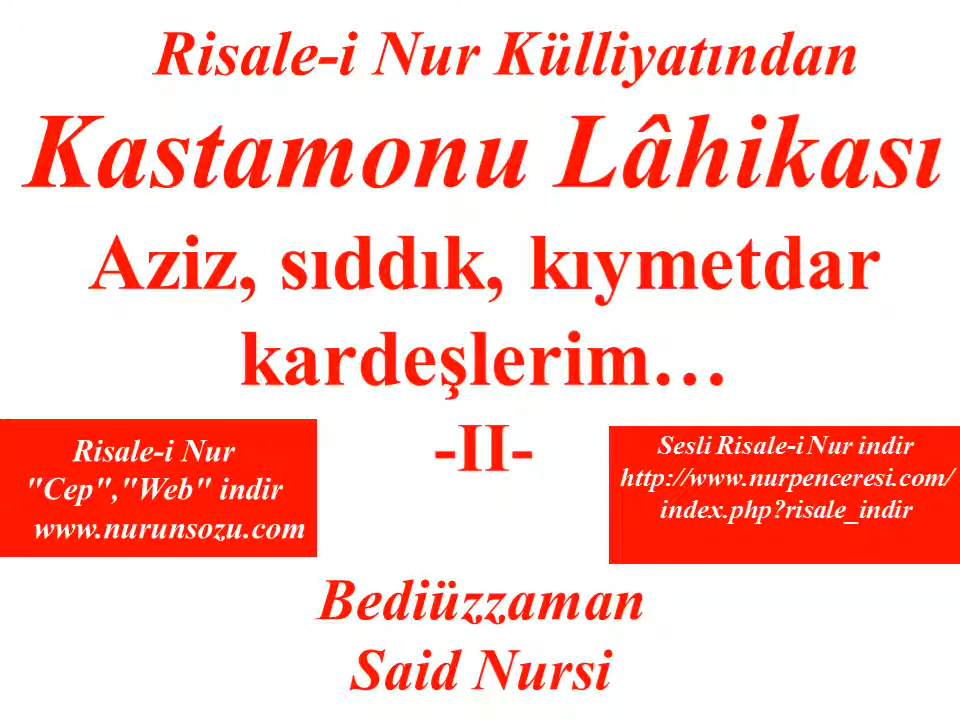 Risale-i Nur Külliyatından
Kastamonu Lâhikası
Aziz, sıddık, kıymetdar
kardeşlerim…
-II-
Risale-i Nur
"Cep","Web" indir
www.nurunsozu.com
Sesli Risale-i Nur indir
http://www.nurpenceresi.com/
index.php?risale_indir
Bediüzzaman
Said Nursi